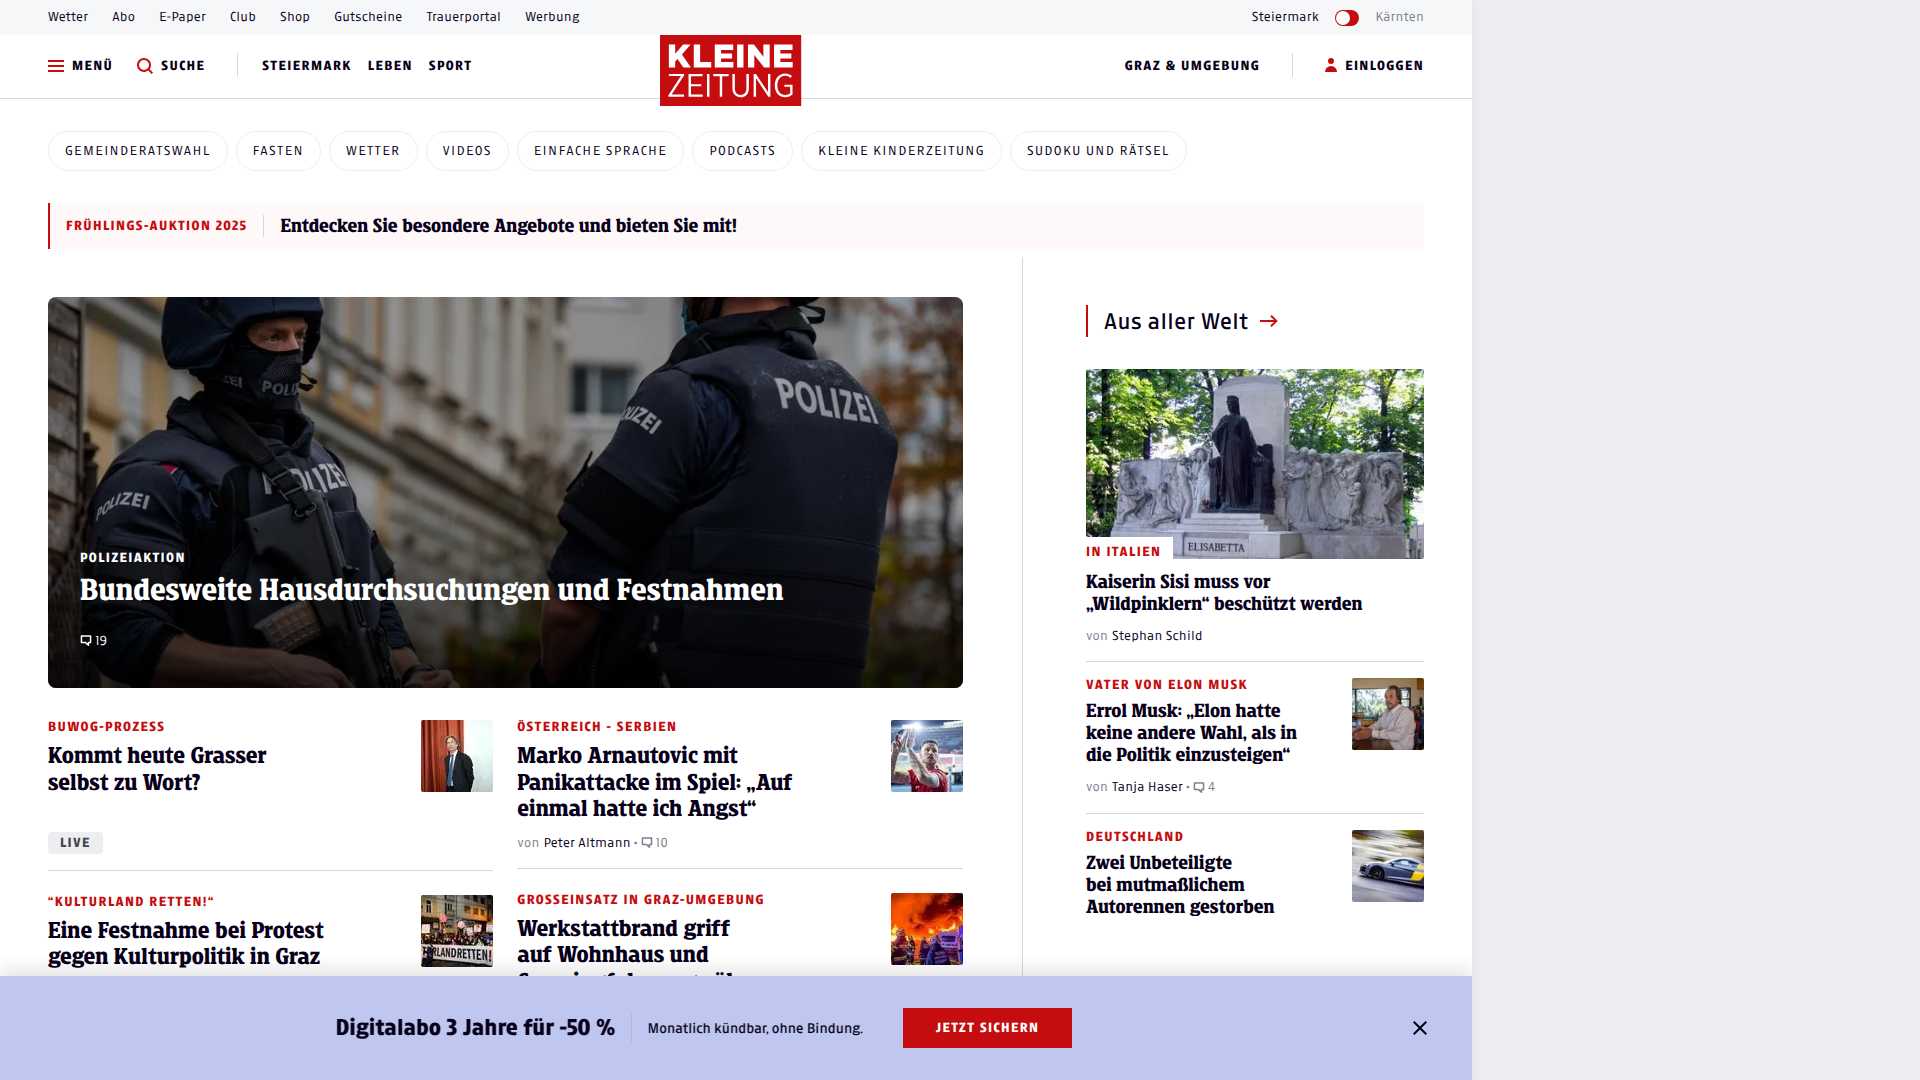 Wetter Abo E-Paper Club Shop Gutscheine Trauerportal Werbung Steiermark Kärnten
MENÜ SUCHE STEIERMARK LEBEN SPORT KLEINE ZEITUNG GRAZ & UMGEBUNG EINLOGGEN
GEMEINDERATSWAHL FASTEN WETTER VIDEOS EINFACHE SPRACHE PODCASTS KLEINE KINDERZEITUNG SUDOKU UND RÄTSEL
FRÜHLINGS-AUKTION 2025 Entdecken Sie besondere Angebote und bieten Sie mit!
POLIZEI
POLIZEI
POLIZEI
POLIZEIAKTION
Bundesweite Hausdurchsuchungen und Festnahmen
19
BUWOG-PROZESS
Kommt heute Grasser
selbst zu Wort?
LIVE
ÖSTERREICH - SERBIEN
Marko Arnautovic mit
Panikattacke im Spiel: „Auf
einmal hatte ich Angst“
von Peter Altmann • 10
“KULTURLAND RETTEN!“
Eine Festnahme bei Protest
gegen Kulturpolitik in Graz
GROSSEINSATZ IN GRAZ-UMGEBUNG
Werkstattbrand griff
auf Wohnhaus und
Aus aller Welt
ELISABETTA
IN ITALIEN
Kaiserin Sisi muss vor
„Wildpinklern“ beschützt werden
von Stephan Schild
VATER VON ELON MUSK
Errol Musk: „Elon hatte
keine andere Wahl, als in
die Politik einzusteigen“
von Tanja Haser • 4
DEUTSCHLAND
Zwei Unbeteiligte
bei mutmaßlichem
Autorennen gestorben
Digitalabo 3 Jahre für -50 % Monatlich kündbar, ohne Bindung. JETZT SICHERN